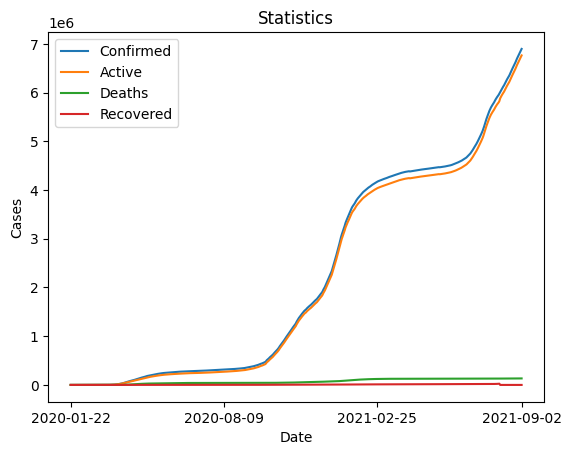 Statistics
1e6
Confirmed
Active
Deaths
Recovered
7
6
5
4
3
2
1
0
Cases
2020-01-22
2020-08-09
2021-02-25
2021-09-02
Date